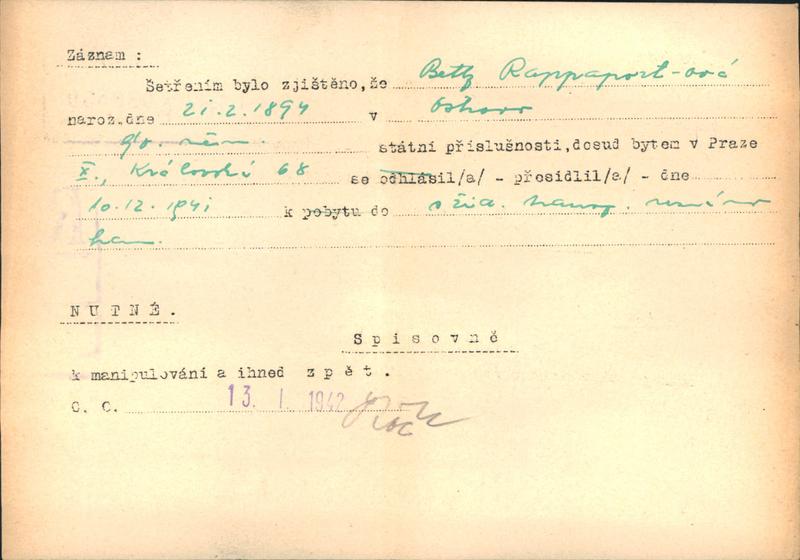 Záznam :
Šetřením bylo zjištěno, že Betty Rappaport-ová
naroz. dne 21.2.1894 v
státní příslušnosti, dosud bytem v Praze
X., Královská 68 se odhlásil/a/ - přesídlil/a/ - dne
10.12.1941 k pobytu do
NUTNÉ.
Spisovně
k manipulování a ihned zpět.
C. C. 13. I. 1942